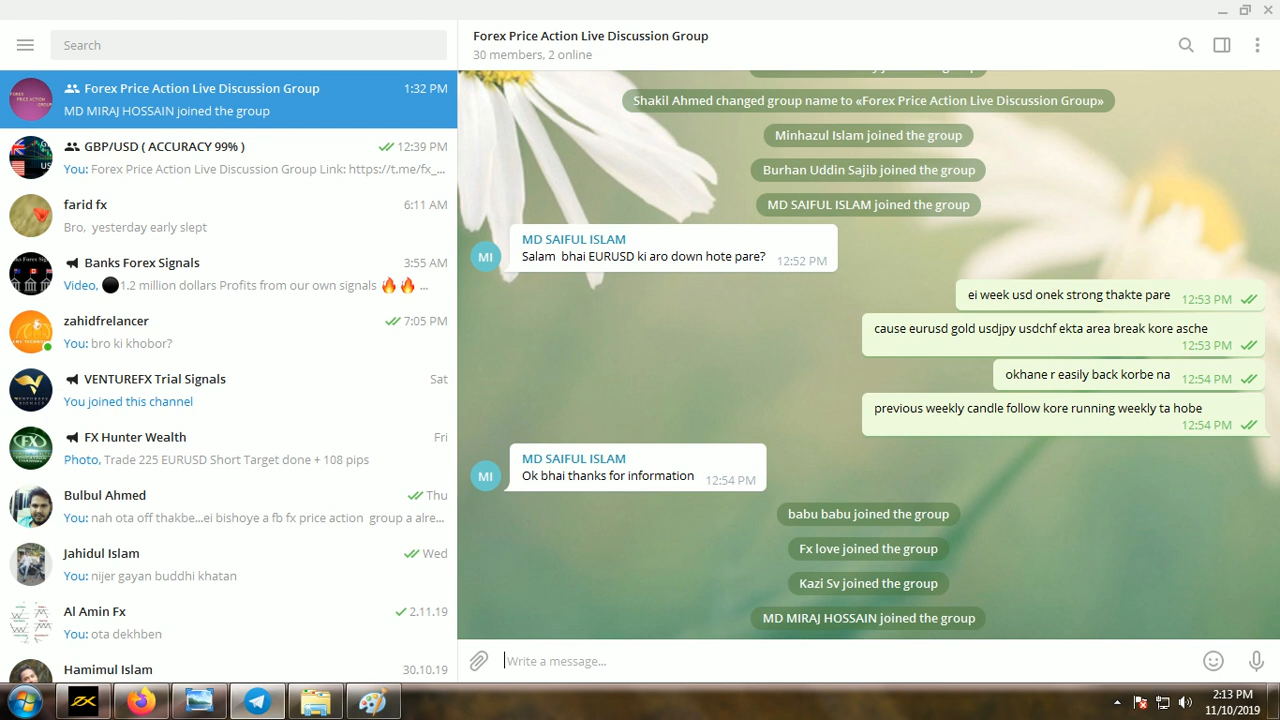 Search
Forex Price Action Live Discussion Group 1:32 PM
MD MIRAJ HOSSAIN joined the group
GBP/USD ( ACCURACY 99% ) 12:39 PM
You: Forex Price Action Live Discussion Group Link: https://t.me/fx_...
farid fx 6:11 AM
Bro, yesterday early slept
Banks Forex Signals 3:55 AM
Video, ⚫1.2 million dollars Profits from our own signals 🔥🔥 ...
zahidfrelancer 7:05 PM
You: bro ki khobor?
VENTUREFX Trial Signals Sat
You joined this channel
FX Hunter Wealth Fri
Photo, Trade 225 EURUSD Short Target done + 108 pips
Bulbul Ahmed Thu
You: nah ota off thakbe...ei bishoye a fb fx price action group a alre...
Jahidul Islam Wed
You: nijer gayan buddhi khatan
Al Amin Fx 2.11.19
You: ota dekhben
Hamimul Islam 30.10.19
Forex Price Action Live Discussion Group
30 members, 2 online
Shakil Ahmed changed group name to «Forex Price Action Live Discussion Group»
Minhazul Islam joined the group
Burhan Uddin Sajib joined the group
MD SAIFUL ISLAM joined the group
MI
MD SAIFUL ISLAM
Salam bhai EURUSD ki aro down hote pare? 12:52 PM
ei week usd onek strong thakte pare 12:53 PM
cause eurusd gold usdjpy usdchf ekta area break kore asche
12:53 PM
okhane r easily back korbe na 12:54 PM
previous weekly candle follow kore running weekly ta hobe
12:54 PM
MI
MD SAIFUL ISLAM
Ok bhai thanks for information 12:54 PM
babu babu joined the group
Fx love joined the group
Kazi Sv joined the group
MD MIRAJ HOSSAIN joined the group
Write a message...
2:13 PM
11/10/2019